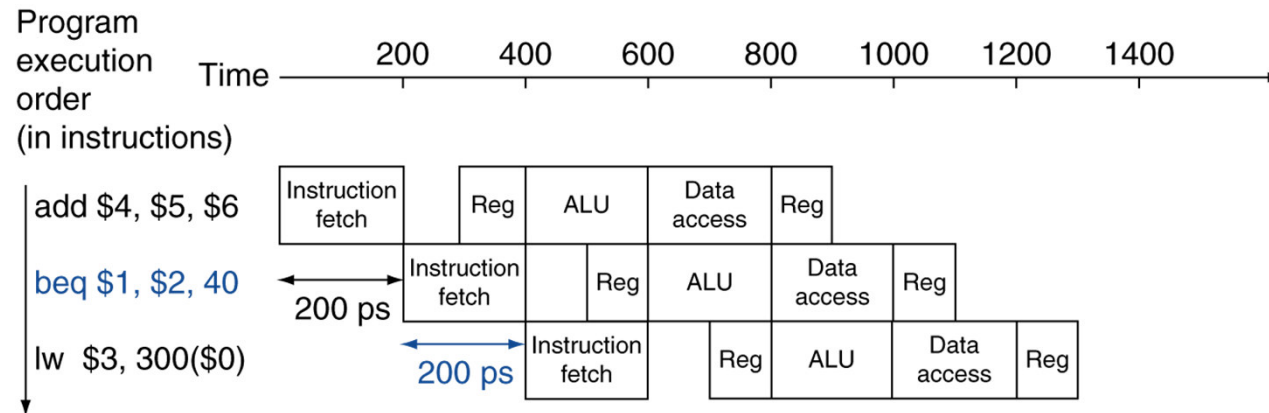 Program
execution
order
(in instructions)
Time
200 400 600 800 1000 1200 1400
add $4, $5, $6
Instruction
fetch
Reg
ALU
Data
access
Reg
beq $1, $2, 40
200 ps
Instruction
fetch
Reg
ALU
Data
access
Reg
lw $3, 300($0)
200 ps
Instruction
fetch
Reg
ALU
Data
access
Reg